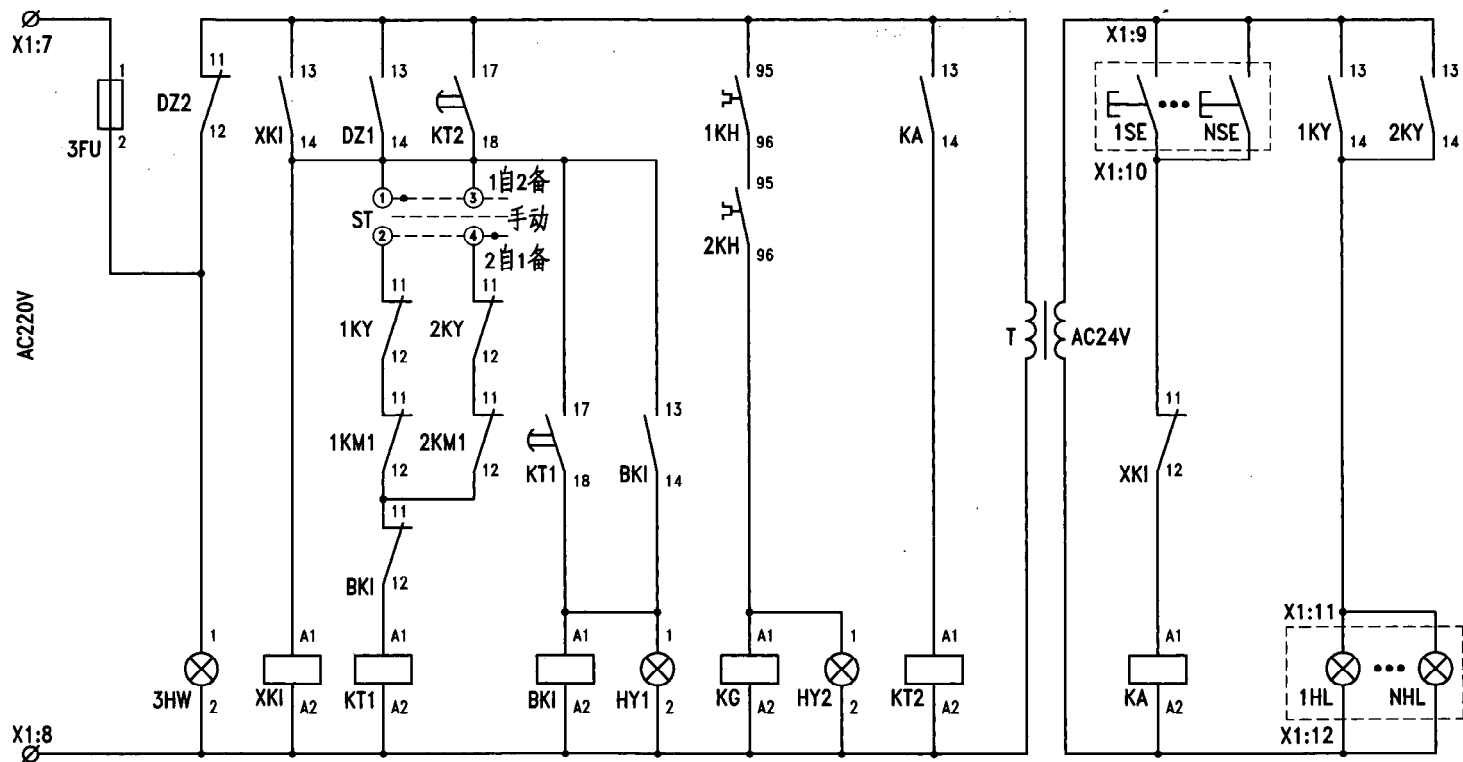 X1:7
1
2
3FU
11
DZ2
12
13
XKI
14
13
DZ1
14
17
KT2
18
95
1KH
96
95
2KH
96
13
KA
14
X1:9
1SE
•••
NSE
X1:10
13
1KY
14
13
2KY
14
1
3
1自2备
ST
手动
2
4
2自1备
AC220V
11
1KY
12
11
2KY
12
T
AC24V
11
1KM1
12
11
2KM1
12
17
KT1
18
13
BKI
14
11
XKI
12
11
BKI
12
X1:11
1
3HW
2
A1
XKI
A2
A1
KT1
A2
A1
BKI
A2
1
HY1
2
A1
KG
A2
1
HY2
2
A1
KT2
A2
A1
KA
A2
1HL
•••
NHL
X1:8
X1:12